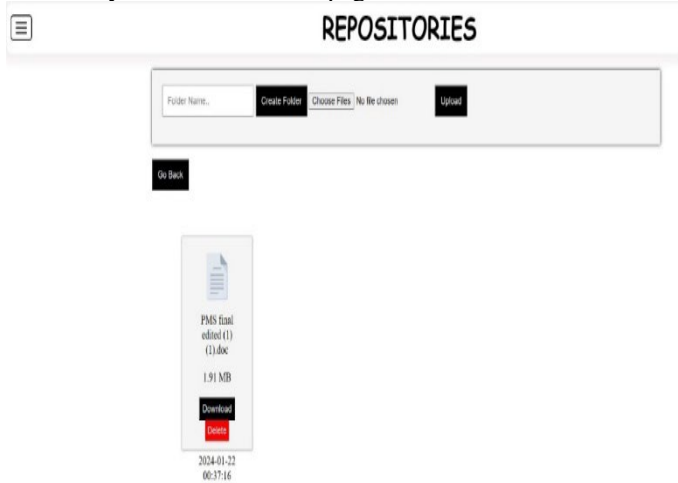 REPOSITORIES
Folder Name.. Create Folder Choose Files No file chosen Upload
Go Back
PMS final
edited (1)
(1).doc
1.91 MB
Download
Delete
2024-01-22
00:37:16